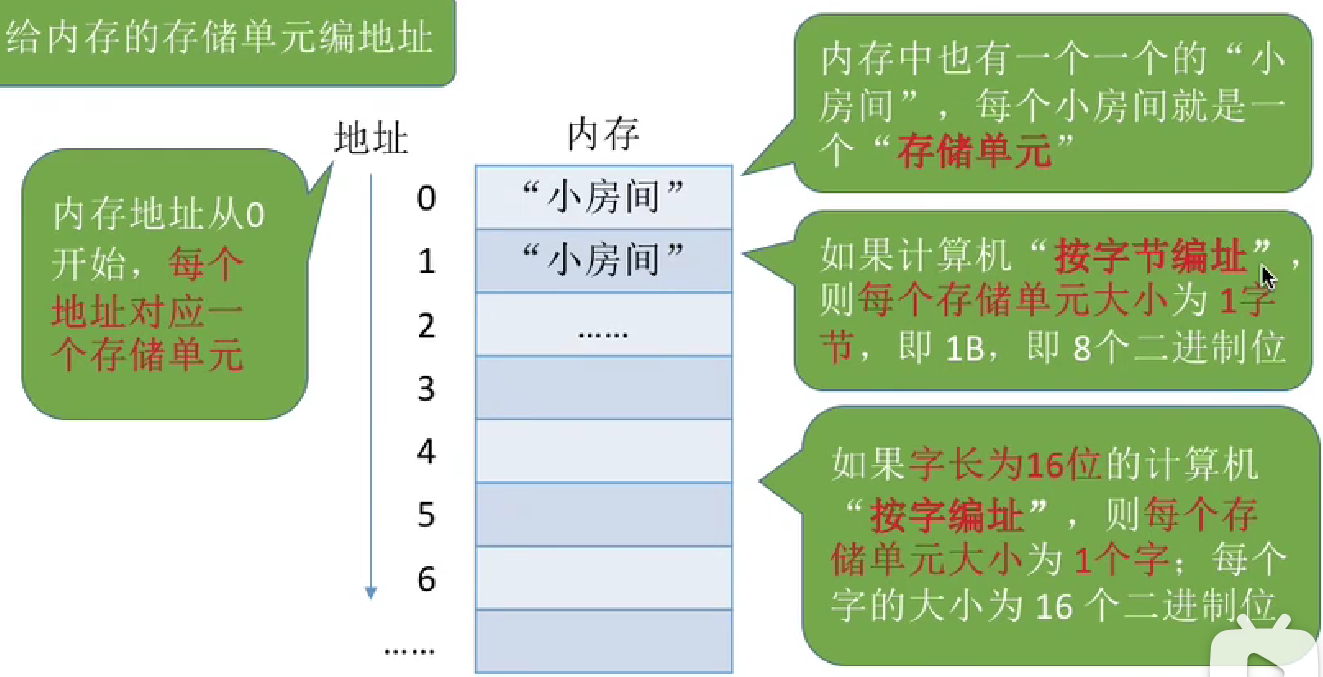 给内存的存储单元编地址
地址
内存
内存地址从0
开始，每个
地址对应一
个存储单元
0
“小房间”
1
“小房间”
2
......
3
4
5
6
......
内存中也有一个一个的“小
房间”，每个小房间就是一
个“存储单元”
如果计算机“按字节编址”，
则每个存储单元大小为 1字
节，即 1B，即 8个二进制位
如果字长为16位的计算机
“按字编址”，则每个存
储单元大小为 1个字；每个
字的大小为 16 个二进制位